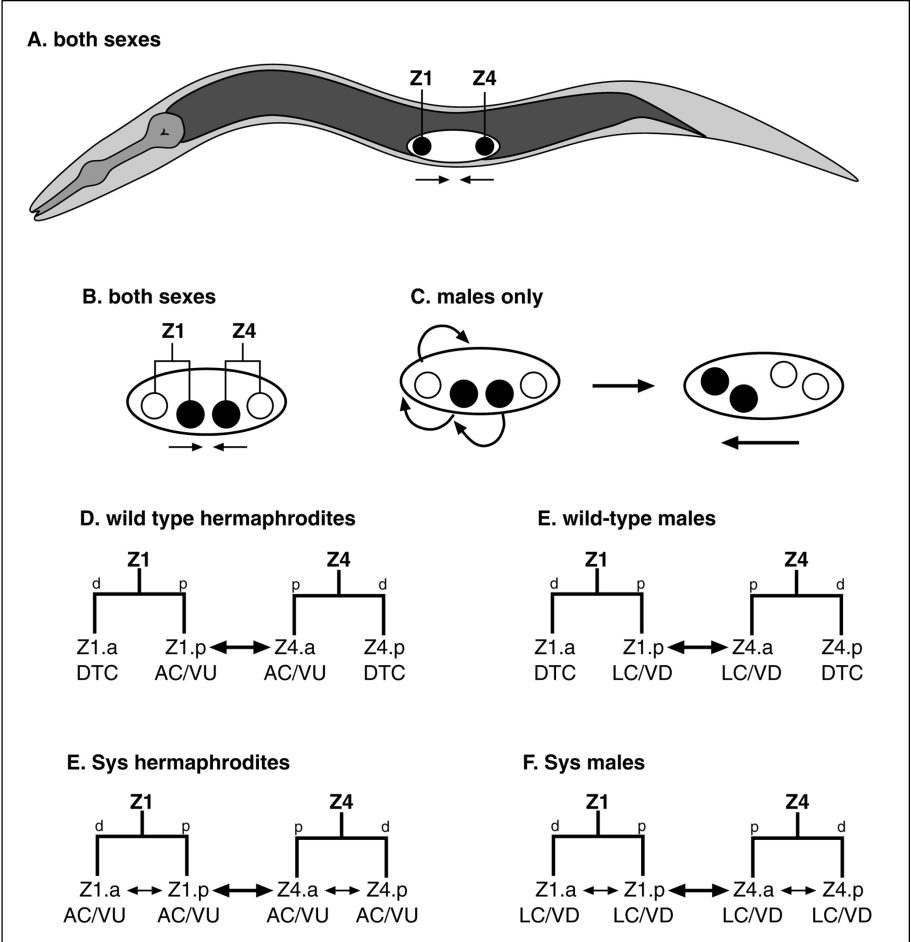 A. both sexes
Z1 Z4
B. both sexes
Z1 Z4
C. males only
D. wild type hermaphrodites
Z1 Z4
d p p d
Z1.a Z1.p Z4.a Z4.p
DTC AC/VU AC/VU DTC
E. wild-type males
Z1 Z4
d p p d
Z1.a Z1.p Z4.a Z4.p
DTC LC/VD LC/VD DTC
E. Sys hermaphrodites
Z1 Z4
d p p d
Z1.a Z1.p Z4.a Z4.p
AC/VU AC/VU AC/VU AC/VU
F. Sys males
Z1 Z4
d p p d
Z1.a Z1.p Z4.a Z4.p
LC/VD LC/VD LC/VD LC/VD